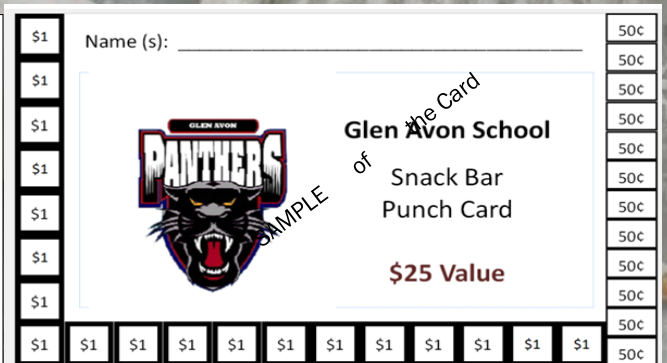 $1
$1
$1
$1
$1
$1
$1
$1 $1 $1 $1 $1 $1 $1 $1 $1 $1 $1 $1
Name (s): ___________________________________
GLEN AVON
PANTHERS
SAMPLE of the Card
Glen Avon School
Snack Bar
Punch Card
$25 Value
50¢
50¢
50¢
50¢
50¢
50¢
50¢
50¢
50¢
50¢
50¢
50¢